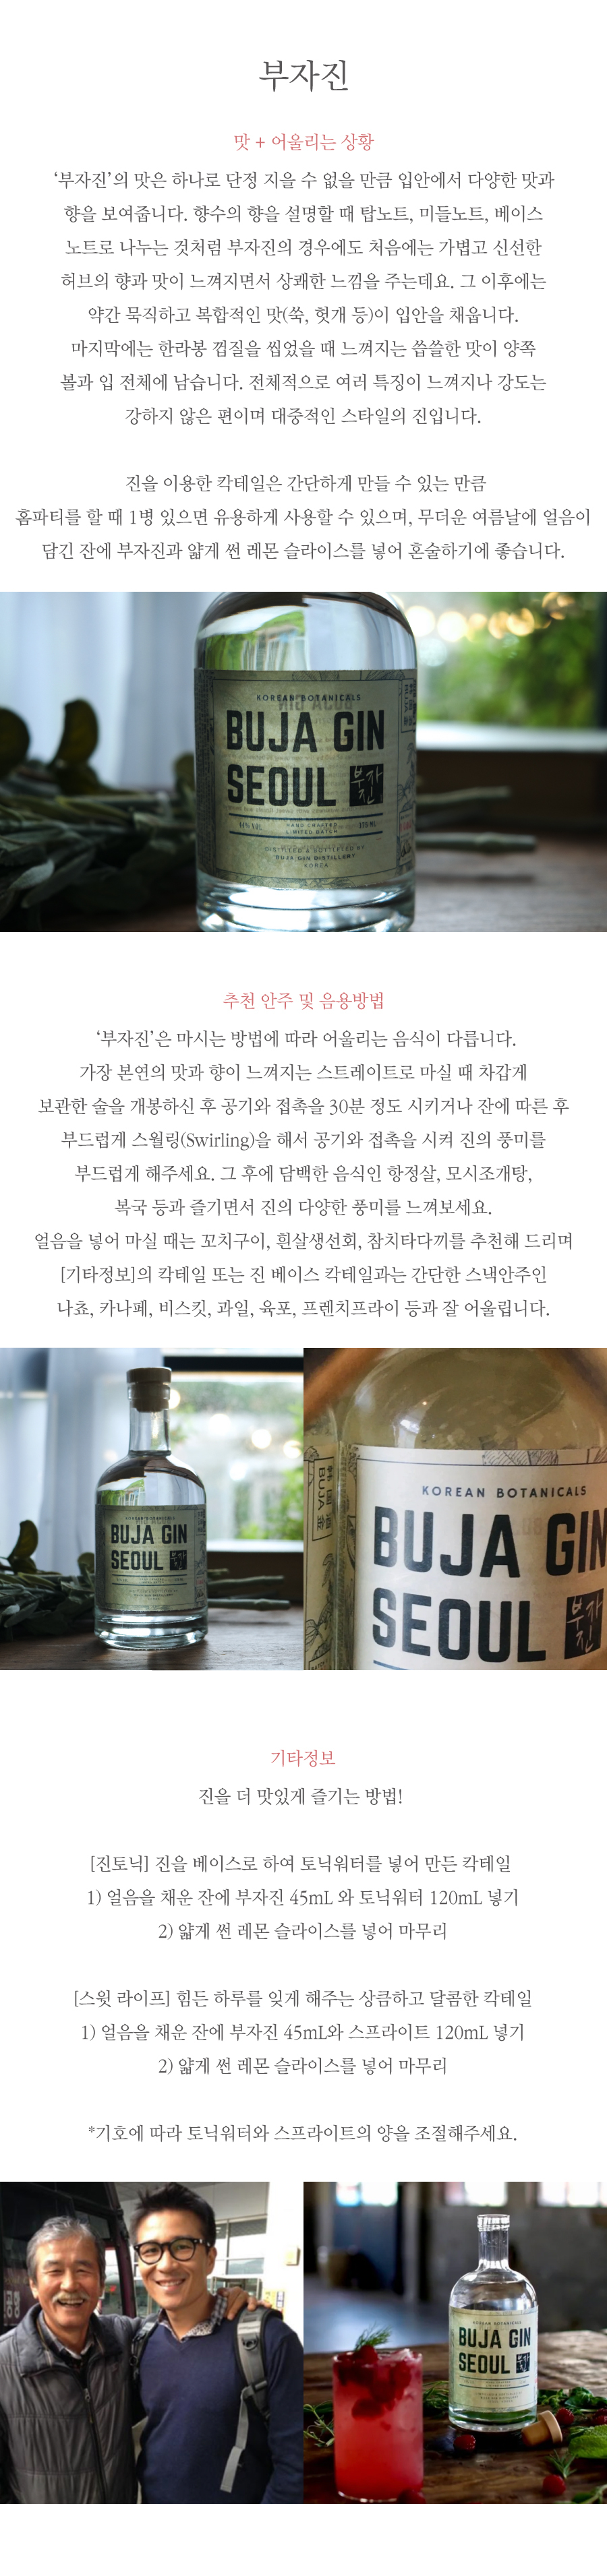 부자진
맛 + 어울리는 상황
‘부자진’의 맛은 하나로 단정 지을 수 없을 만큼 입안에서 다양한 맛과
향을 보여줍니다. 향수의 향을 설명할 때 탑노트, 미들노트, 베이스
노트로 나누는 것처럼 부자진의 경우에도 처음에는 가볍고 신선한
허브의 향과 맛이 느껴지면서 상쾌한 느낌을 주는데요. 그 이후에는
약간 묵직하고 복합적인 맛(쑥, 헛개 등)이 입안을 채웁니다.
마지막에는 한라봉 껍질을 씹었을 때 느껴지는 씁쓸한 맛이 양쪽
볼과 입 전체에 남습니다. 전체적으로 여러 특징이 느껴지나 강도는
강하지 않은 편이며 대중적인 스타일의 진입니다.
진을 이용한 칵테일은 간단하게 만들 수 있는 만큼
홈파티를 할 때 1병 있으면 유용하게 사용할 수 있으며, 무더운 여름날에 얼음이
담긴 잔에 부자진과 얇게 썬 레몬 슬라이스를 넣어 혼술하기에 좋습니다.
KOREAN BOTANICALS
BUJA GIN
SEOUL 부자진
HAND CRAFTED
LIMITED BATCH
DISTILLED & BOTTLED BY
BUJA GIN DISTILLERY
KOREA
추천 안주 및 음용방법
‘부자진’은 마시는 방법에 따라 어울리는 음식이 다릅니다.
가장 본연의 맛과 향이 느껴지는 스트레이트로 마실 때 차갑게
보관한 술을 개봉하신 후 공기와 접촉을 30분 정도 시키거나 잔에 따른 후
부드럽게 스월링(Swirling)을 해서 공기와 접촉을 시켜 진의 풍미를
부드럽게 해주세요. 그 후에 담백한 음식인 항정살, 모시조개탕,
복국 등과 즐기면서 진의 다양한 풍미를 느껴보세요.
얼음을 넣어 마실 때는 꼬치구이, 흰살생선회, 참치타다끼를 추천해 드리며
[기타정보]의 칵테일 또는 진 베이스 칵테일과는 간단한 스낵안주인
나쵸, 카나페, 비스킷, 과일, 육포, 프렌치프라이 등과 잘 어울립니다.
KOREAN BOTANICALS
BUJA GIN
SEOUL 부자진
KOREAN BOTANICALS
BUJA GIN
SEOUL 부자진
BUJA
기타정보
진을 더 맛있게 즐기는 방법!
[진토닉] 진을 베이스로 하여 토닉워터를 넣어 만든 칵테일
1) 얼음을 채운 잔에 부자진 45mL 와 토닉워터 120mL 넣기
2) 얇게 썬 레몬 슬라이스를 넣어 마무리
[스윗 라이프] 힘든 하루를 잊게 해주는 상큼하고 달콤한 칵테일
1) 얼음을 채운 잔에 부자진 45mL와 스프라이트 120mL 넣기
2) 얇게 썬 레몬 슬라이스를 넣어 마무리
*기호에 따라 토닉워터와 스프라이트의 양을 조절해주세요.
KOREAN BOTANICALS
BUJA GIN
SEOUL 부자진